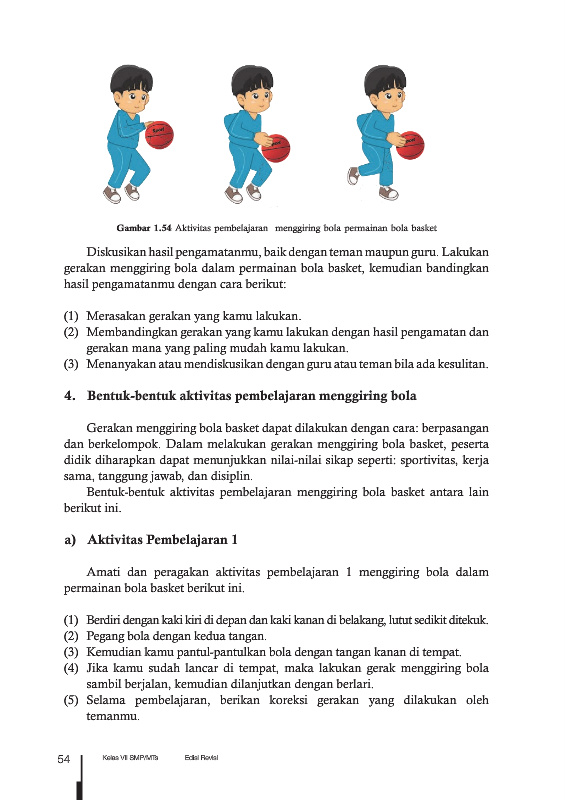 Gambar 1.54 Aktivitas pembelajaran menggiring bola permainan bola basket
Diskusikan hasil pengamatanmu, baik dengan teman maupun guru. Lakukan
gerakan menggiring bola dalam permainan bola basket, kemudian bandingkan
hasil pengamatanmu dengan cara berikut:
(1) Merasakan gerakan yang kamu lakukan.
(2) Membandingkan gerakan yang kamu lakukan dengan hasil pengamatan dan
gerakan mana yang paling mudah kamu lakukan.
(3) Menanyakan atau mendiskusikan dengan guru atau teman bila ada kesulitan.
4. Bentuk-bentuk aktivitas pembelajaran menggiring bola
Gerakan menggiring bola basket dapat dilakukan dengan cara: berpasangan
dan berkelompok. Dalam melakukan gerakan menggiring bola basket, peserta
didik diharapkan dapat menunjukkan nilai-nilai sikap seperti: sportivitas, kerja
sama, tanggung jawab, dan disiplin.
Bentuk-bentuk aktivitas pembelajaran menggiring bola basket antara lain
berikut ini.
a) Aktivitas Pembelajaran 1
Amati dan peragakan aktivitas pembelajaran 1 menggiring bola dalam
permainan bola basket berikut ini.
(1) Berdiri dengan kaki kiri di depan dan kaki kanan di belakang, lutut sedikit ditekuk.
(2) Pegang bola dengan kedua tangan.
(3) Kemudian kamu pantul-pantulkan bola dengan tangan kanan di tempat.
(4) Jika kamu sudah lancar di tempat, maka lakukan gerak menggiring bola
sambil berjalan, kemudian dilanjutkan dengan berlari.
(5) Selama pembelajaran, berikan koreksi gerakan yang dilakukan oleh
temanmu.
54 Kelas VII SMP/MTs Edisi Revisi